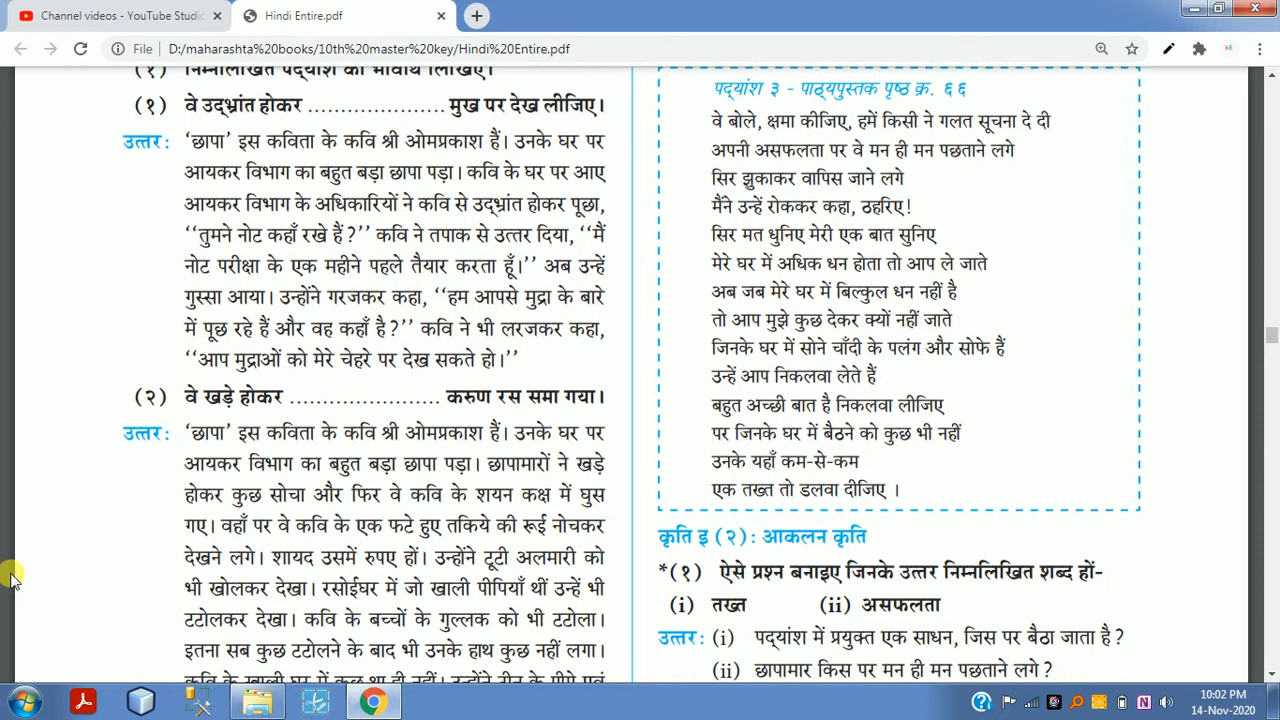 Channel videos - YouTube Studio
Hindi Entire.pdf
File
D:/maharashta%20books/10th%20master%20key/Hindi%20Entire.pdf
(१) निम्नलिखित पद्यांश का भावार्थ लिखिए।
(१) वे उद्भ्रांत होकर ...................... मुख पर देख लीजिए।
उत्तर: ‘छापा’ इस कविता के कवि श्री ओमप्रकाश हैं। उनके घर पर
आयकर विभाग का बहुत बड़ा छापा पड़ा। कवि के घर पर आए
आयकर विभाग के अधिकारियों ने कवि से उद्भ्रांत होकर पूछा,
‘‘तुमने नोट कहाँ रखे हैं?’’ कवि ने तपाक से उत्तर दिया, ‘‘मैं
नोट परीक्षा के एक महीने पहले तैयार करता हूँ।’’ अब उन्हें
गुस्सा आया। उन्होंने गरजकर कहा, ‘‘हम आपसे मुद्रा के बारे
में पूछ रहे हैं और वह कहाँ है?’’ कवि ने भी लरजकर कहा,
‘‘आप मुद्राओं को मेरे चेहरे पर देख सकते हो।’’
(२) वे खड़े होकर ........................ करुण रस समा गया।
उत्तर: ‘छापा’ इस कविता के कवि श्री ओमप्रकाश हैं। उनके घर पर
आयकर विभाग का बहुत बड़ा छापा पड़ा। छापामारों ने खड़े
होकर कुछ सोचा और फिर वे कवि के शयन कक्ष में घुस
गए। वहाँ पर वे कवि के एक फटे हुए तकिये की रूई नोचकर
देखने लगे। शायद उसमें रुपए हों। उन्होंने टूटी अलमारी को
भी खोलकर देखा। रसोईघर में जो खाली पीपियाँ थीं उन्हें भी
टटोलकर देखा। कवि के बच्चों के गुल्लक को भी टटोला।
इतना सब कुछ टटोलने के बाद भी उनके हाथ कुछ नहीं लगा।
कवि के खाली घर में कुछ था ही नहीं। उन्होंने टीन के पीपे एवं
पद्यांश ३ - पाठ्यपुस्तक पृष्ठ क्र. ६६
वे बोले, क्षमा कीजिए, हमें किसी ने गलत सूचना दे दी
अपनी असफलता पर वे मन ही मन पछताने लगे
सिर झुकाकर वापिस जाने लगे
मैंने उन्हें रोककर कहा, ठहरिए!
सिर मत धुनिए मेरी एक बात सुनिए
मेरे घर में अधिक धन होता तो आप ले जाते
अब जब मेरे घर में बिल्कुल धन नहीं है
तो आप मुझे कुछ देकर क्यों नहीं जाते
जिनके घर में सोने चाँदी के पलंग और सोफे हैं
उन्हें आप निकलवा लेते हैं
बहुत अच्छी बात है निकलवा लीजिए
पर जिनके घर में बैठने को कुछ भी नहीं
उनके यहाँ कम-से-कम
एक तख्त तो डलवा दीजिए ।
कृति इ (२): आकलन कृति
*(१) ऐसे प्रश्न बनाइए जिनके उत्तर निम्नलिखित शब्द हों-
(i) तख्त (ii) असफलता
उत्तर: (i) पद्यांश में प्रयुक्त एक साधन, जिस पर बैठा जाता है?
(ii) छापामार किस पर मन ही मन पछताने लगे?
10:02 PM
14-Nov-2020